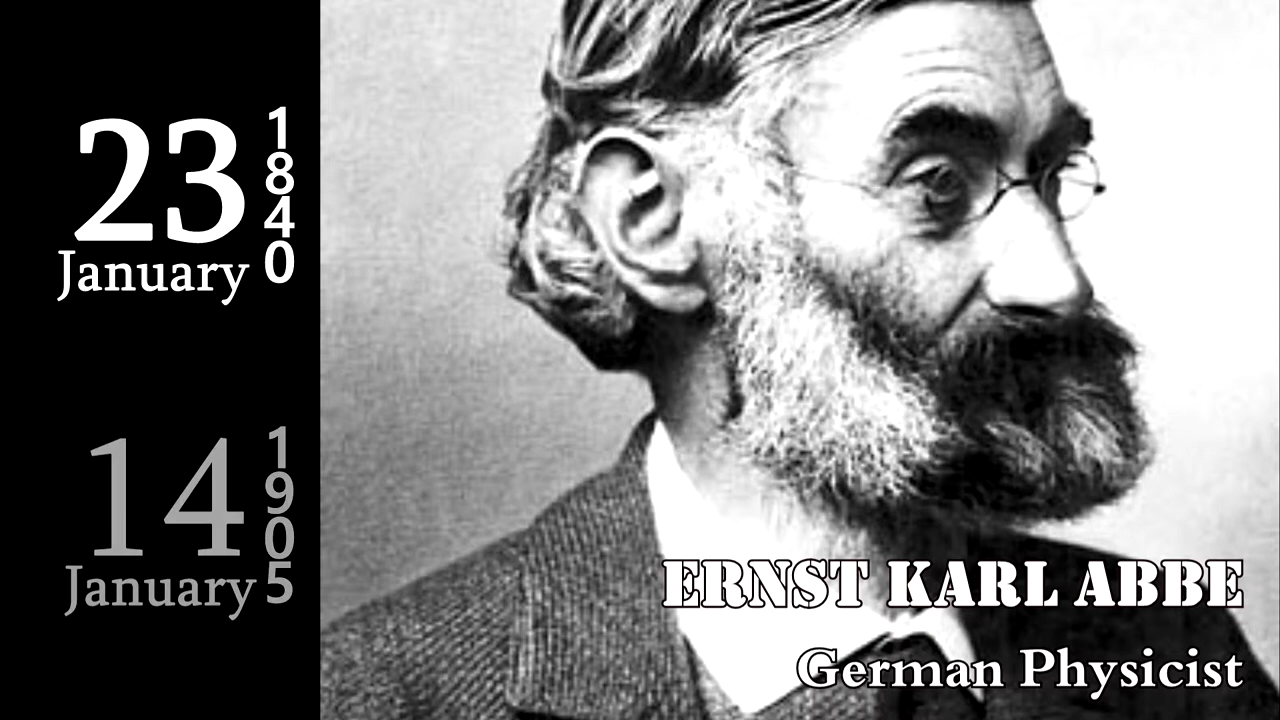 23
January
1840
14
January
1905
ERNST KARL ABBE
German Physicist